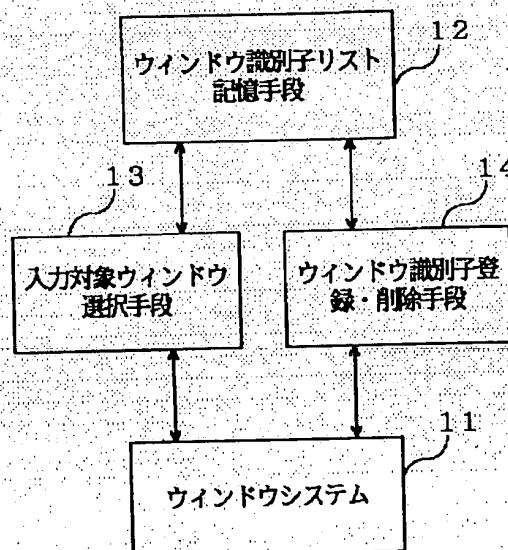 12
ウィンドウ識別子リスト
記憶手段
13
14
入力対象ウィンドウ
選択手段
ウィンドウ識別子登
録・削除手段
11
ウィンドウシステム